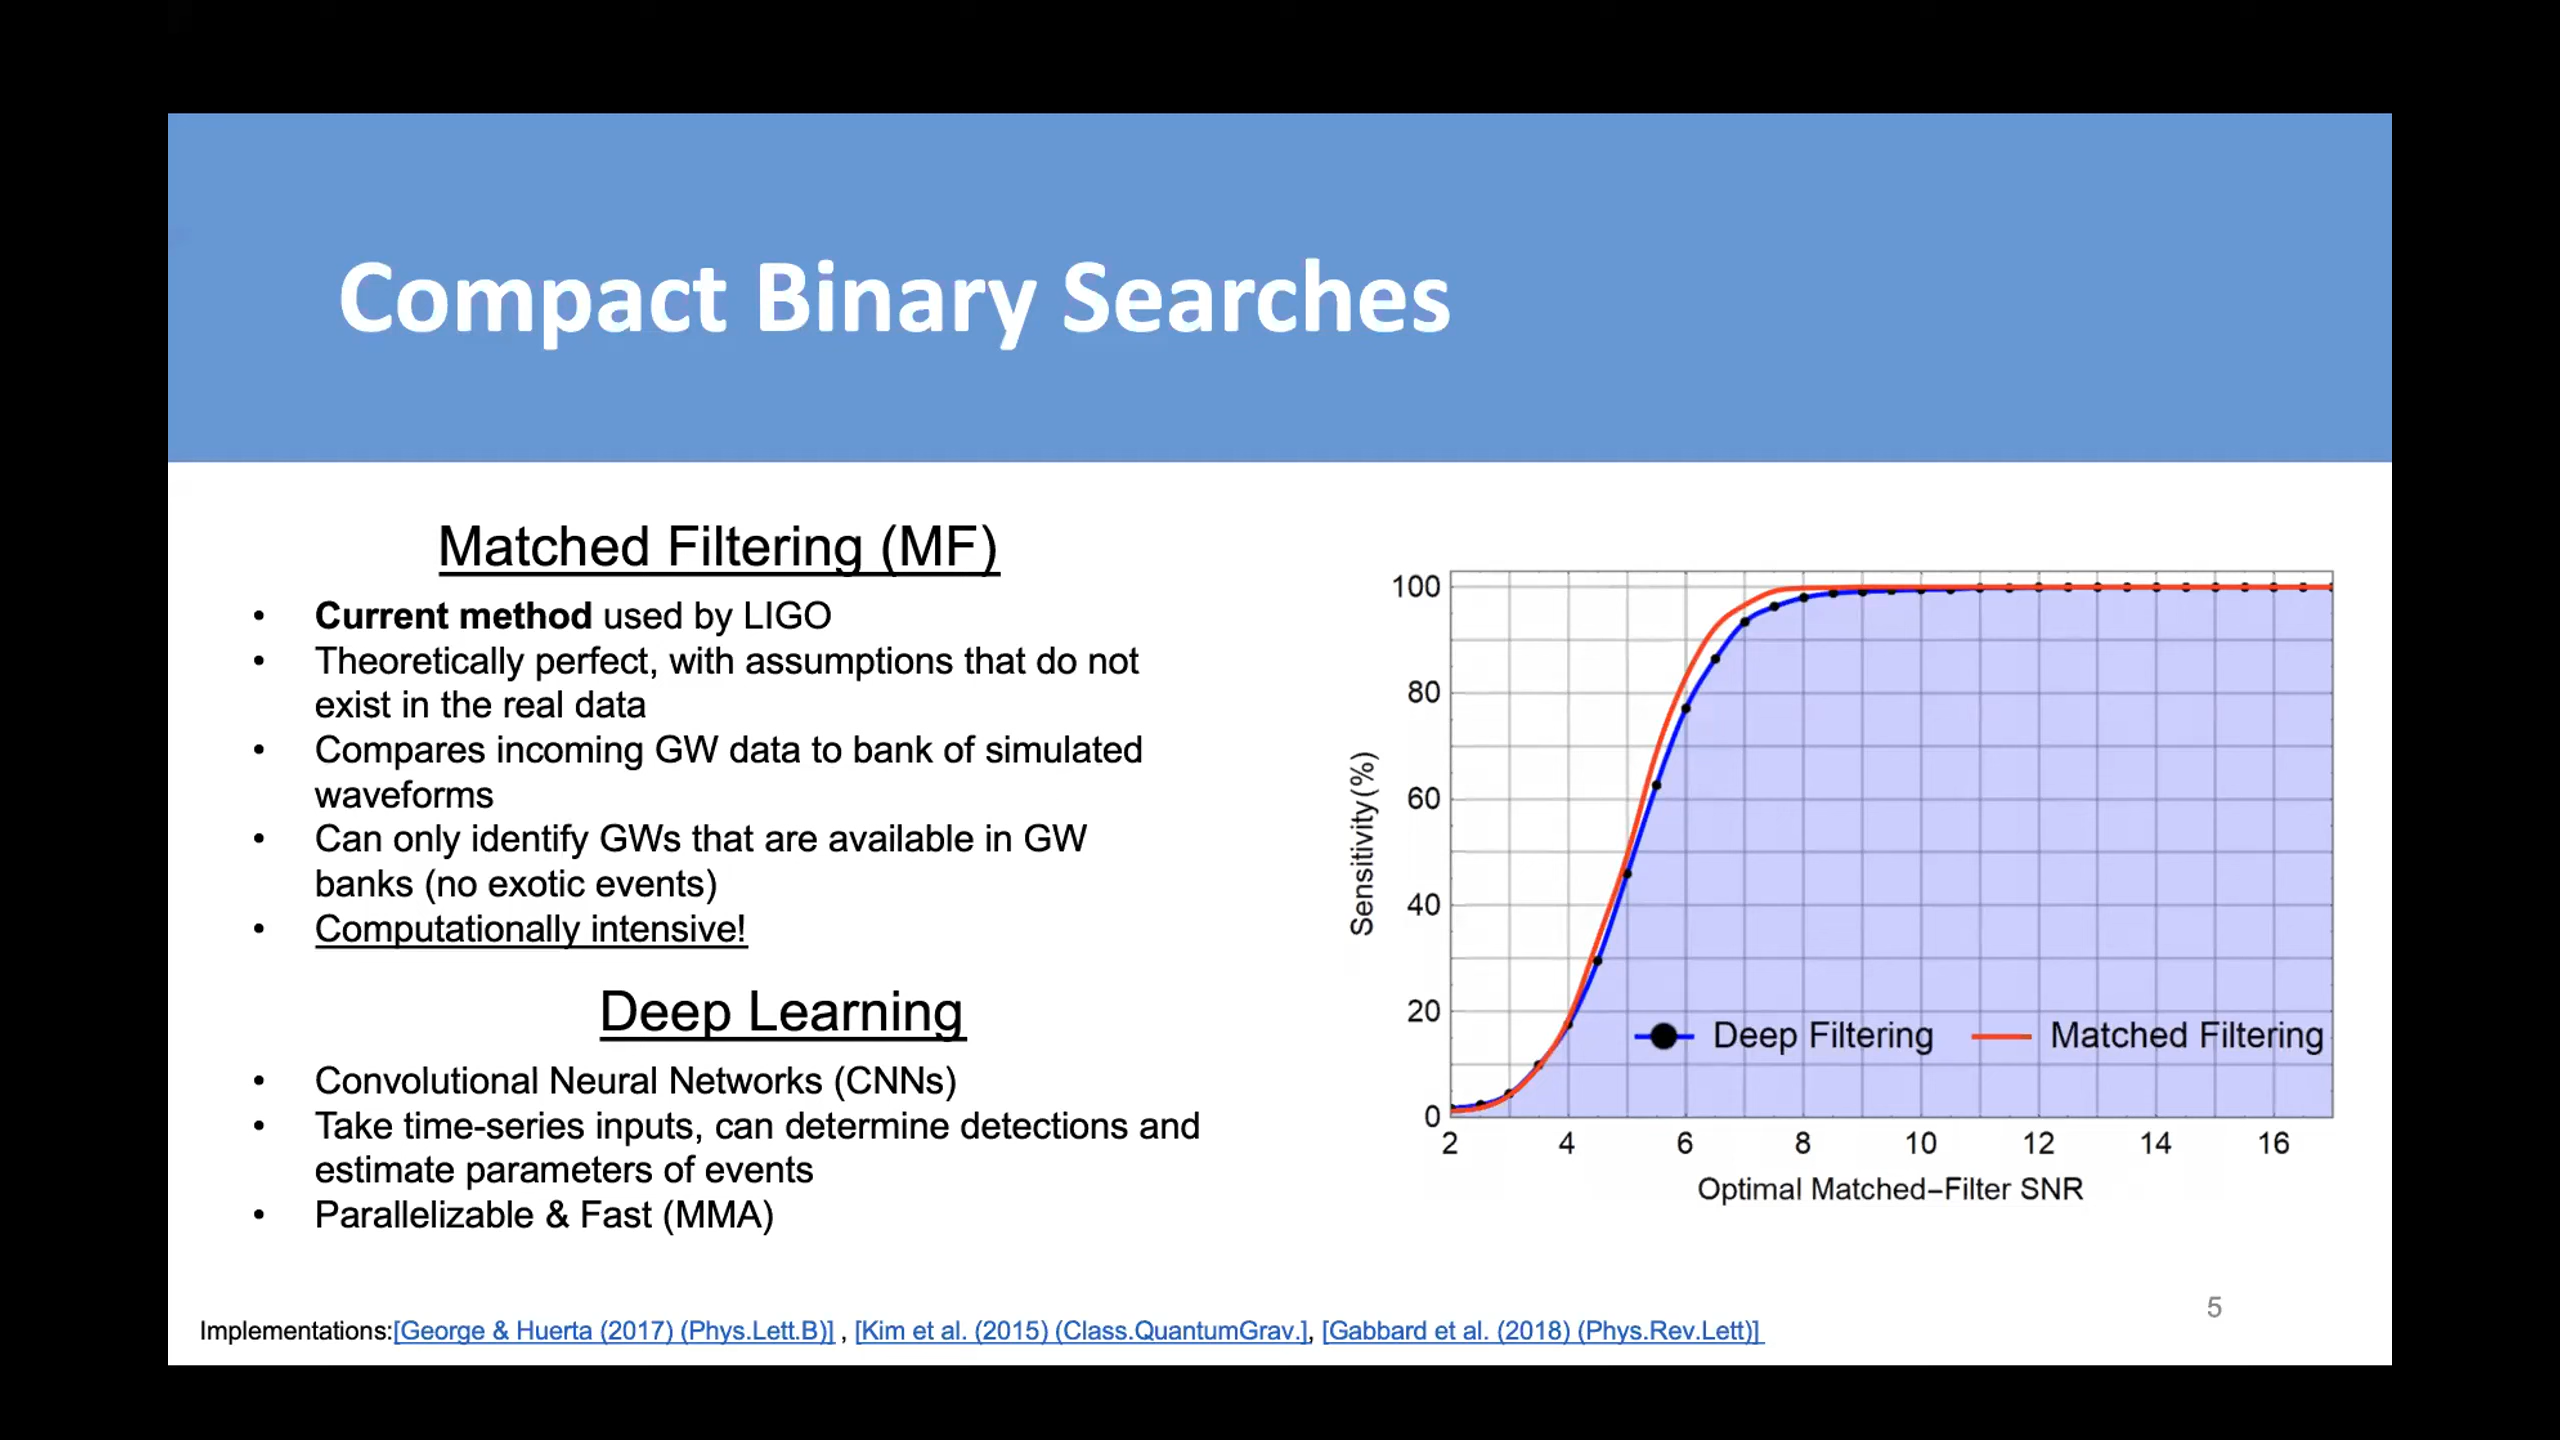 Compact Binary Searches
Matched Filtering (MF)
• Current method used by LIGO
• Theoretically perfect, with assumptions that do not
exist in the real data
• Compares incoming GW data to bank of simulated
waveforms
• Can only identify GWs that are available in GW
banks (no exotic events)
• Computationally intensive!
Deep Learning
• Convolutional Neural Networks (CNNs)
• Take time-series inputs, can determine detections and
estimate parameters of events
• Parallelizable & Fast (MMA)
Sensitivity(%)
100
80
60
40
20
0
Deep Filtering Matched Filtering
2 4 6 8 10 12 14 16
Optimal Matched–Filter SNR
5
Implementations:[George & Huerta (2017) (Phys.Lett.B)] , [Kim et al. (2015) (Class.QuantumGrav.], [Gabbard et al. (2018) (Phys.Rev.Lett)]